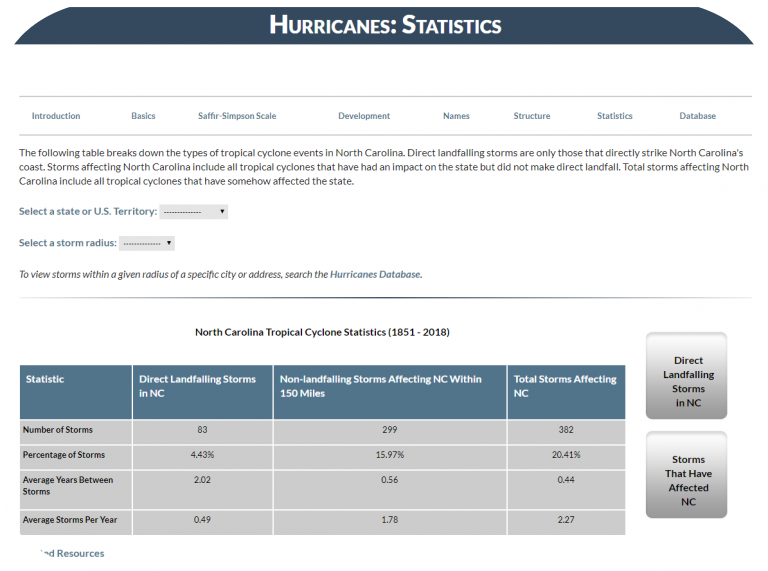 HURRICANES: STATISTICS
Introduction Basics Saffir-Simpson Scale Development Names Structure Statistics Database
The following table breaks down the types of tropical cyclone events in North Carolina. Direct landfalling storms are only those that directly strike North Carolina's
coast. Storms affecting North Carolina include all tropical cyclones that have had an impact on the state but did not make direct landfall. Total storms affecting North
Carolina include all tropical cyclones that have somehow affected the state.
Select a state or U.S. Territory: --------------
Select a storm radius: --------------
To view storms within a given radius of a specific city or address, search the Hurricanes Database.
North Carolina Tropical Cyclone Statistics (1851 - 2018)
Statistic Direct Landfalling Storms Non-landfalling Storms Affecting NC Within Total Storms Affecting
in NC 150 Miles NC
Number of Storms 83 299 382
Percentage of Storms 4.43% 15.97% 20.41%
Average Years Between 2.02 0.56 0.44
Storms
Average Storms Per Year 0.49 1.78 2.27
Direct
Landfalling
Storms
in NC
Storms
That Have
Affected
NC
Resources